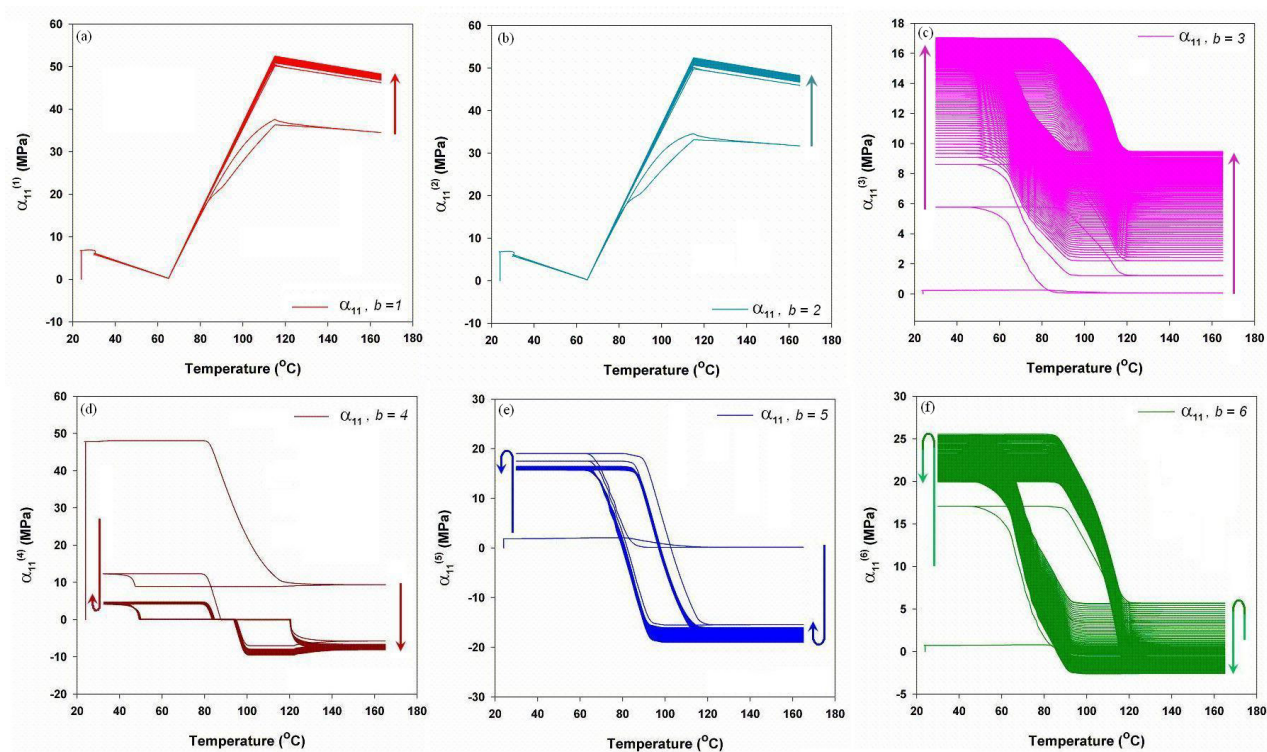 (a)
α₁₁⁽¹⁾ (MPa)
60
50
40
30
20
10
0
-10
20 40 60 80 100 120 140 160 180
Temperature (°C)
α₁₁ , b =1
(b)
α₁₁⁽²⁾ (MPa)
60
50
40
30
20
10
0
-10
20 40 60 80 100 120 140 160 180
Temperature (°C)
α₁₁ , b = 2
(c)
α₁₁ , b = 3
α₁₁⁽³⁾ (MPa)
18
16
14
12
10
8
6
4
2
0
20 40 60 80 100 120 140 160 180
Temperature (°C)
(d)
α₁₁ , b = 4
α₁₁⁽⁴⁾ (MPa)
60
50
40
30
20
10
0
-10
-20
20 40 60 80 100 120 140 160 180
Temperature (°C)
(e)
α₁₁ , b = 5
α₁₁⁽⁵⁾ (MPa)
30
20
10
0
-10
-20
-30
20 40 60 80 100 120 140 160 180
Temperature (°C)
(f)
α₁₁ , b = 6
α₁₁⁽⁶⁾ (MPa)
30
25
20
15
10
5
0
-5
20 40 60 80 100 120 140 160 180
Temperature (°C)